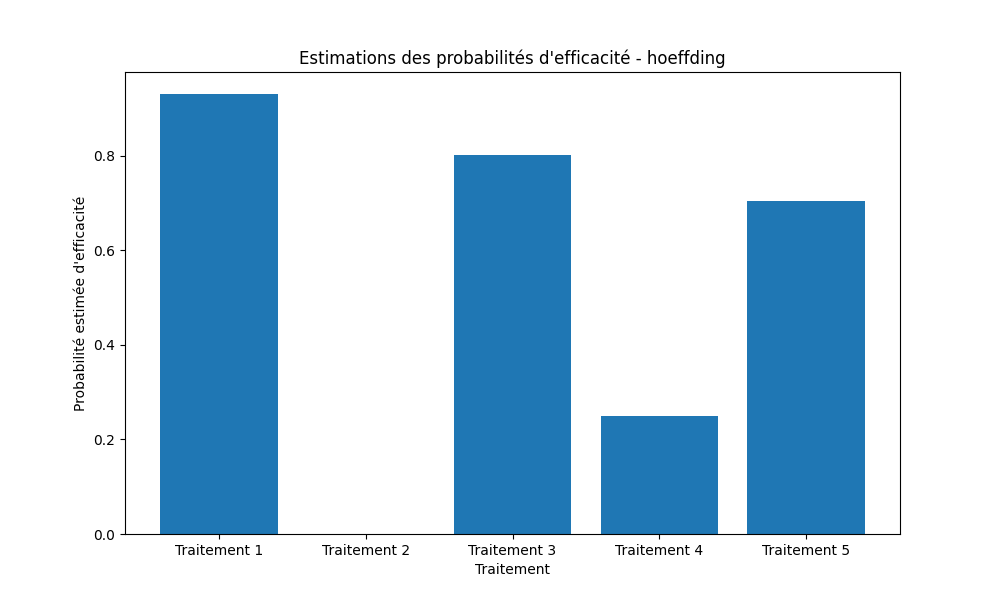 Estimations des probabilités d'efficacité - hoeffding
Probabilité estimée d'efficacité
0.8
0.6
0.4
0.2
0.0
Traitement 1 Traitement 2 Traitement 3 Traitement 4 Traitement 5
Traitement